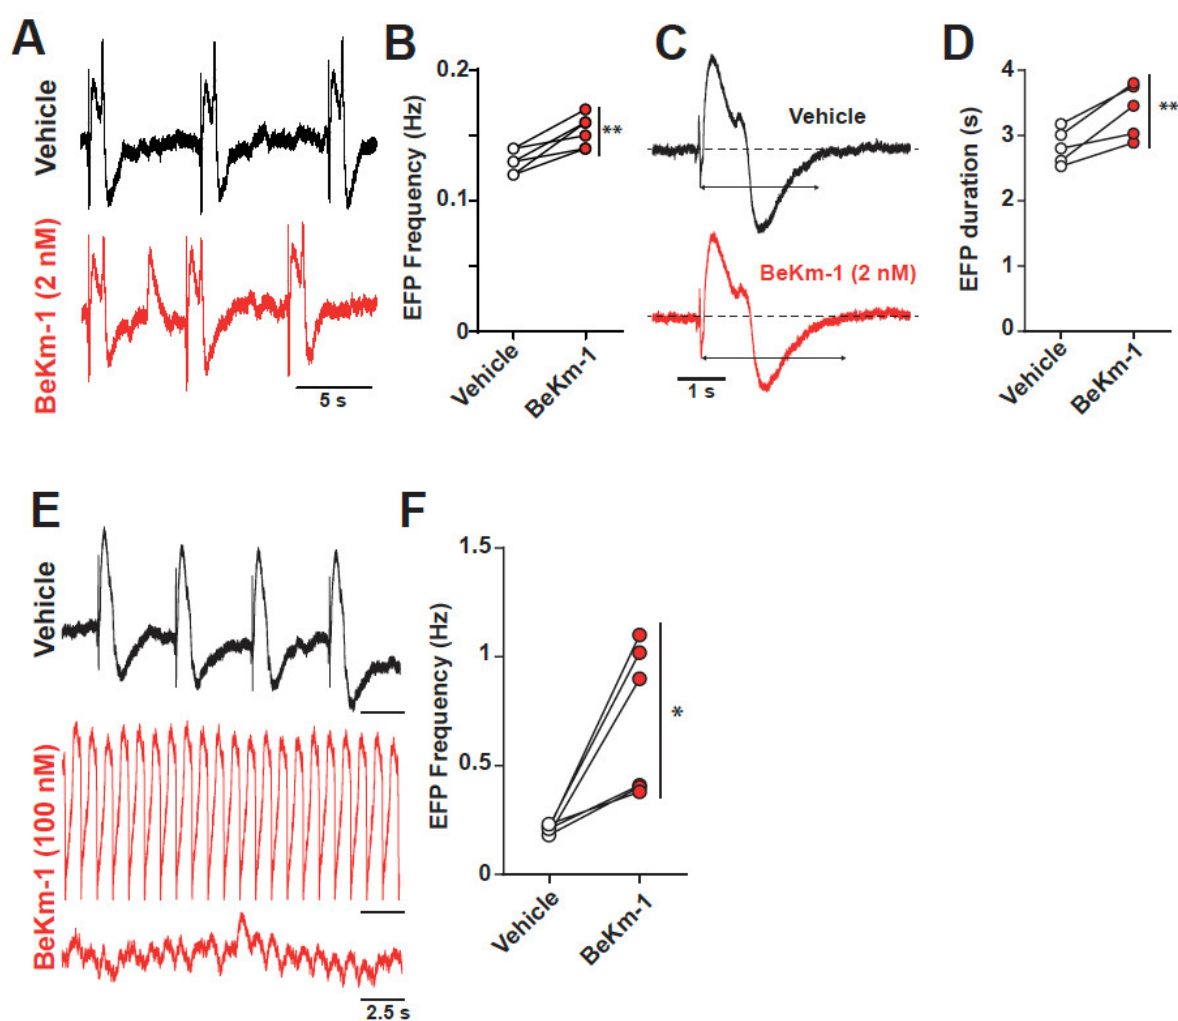 A
Vehicle
BeKm-1 (2 nM)
5 s
B
EFP Frequency (Hz)
0.2
0.1
0
Vehicle
BeKm-1
**
C
Vehicle
BeKm-1 (2 nM)
1 s
D
EFP duration (s)
4
3
2
1
0
Vehicle
BeKm-1
**
E
Vehicle
BeKm-1 (100 nM)
2.5 s
F
EFP Frequency (Hz)
1.5
1
0.5
0
Vehicle
BeKm-1
*